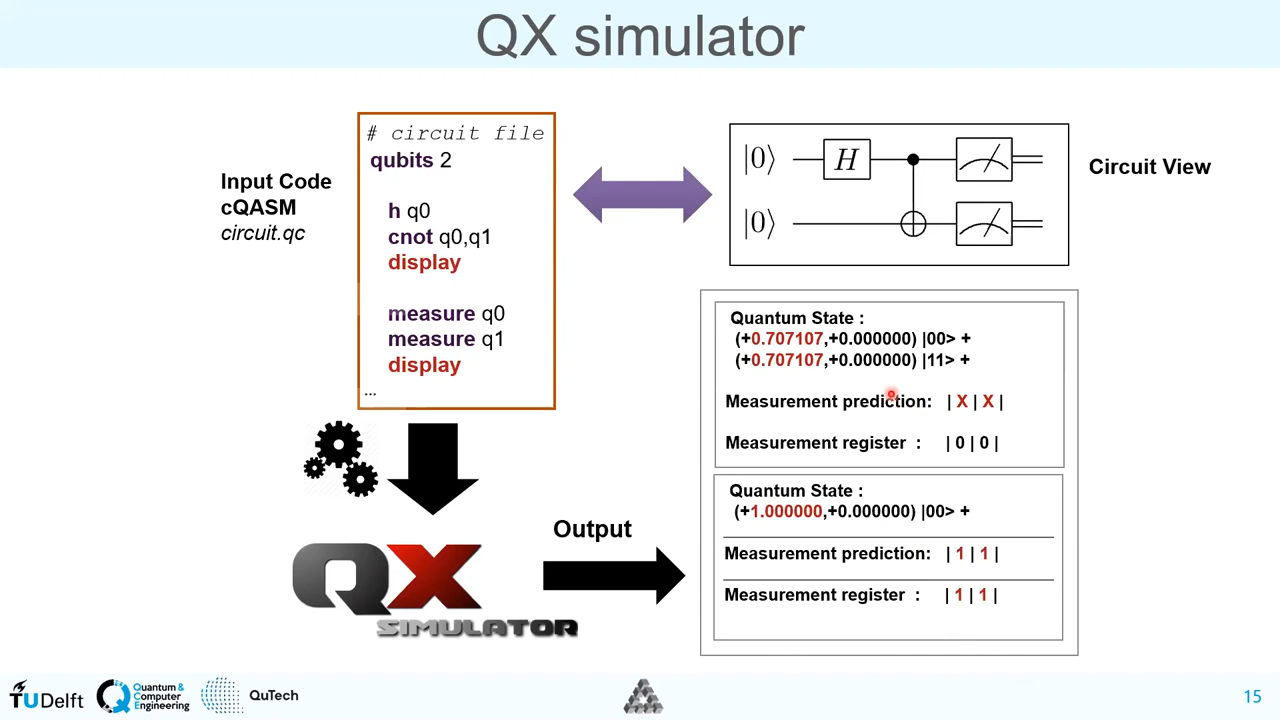 QX simulator
Input Code
cQASM
circuit.qc
# circuit file
qubits 2
h q0
cnot q0,q1
display
measure q0
measure q1
display
...
|0⟩ H
|0⟩
Circuit View
Quantum State :
(+0.707107,+0.000000) |00> +
(+0.707107,+0.000000) |11> +
Measurement prediction: | X | X |
Measurement register : | 0 | 0 |
Quantum State :
(+1.000000,+0.000000) |00> +
Measurement prediction: | 1 | 1 |
Measurement register : | 1 | 1 |
Output
QX
SIMULATOR
TUDelft
Quantum &
Computer
Engineering
QuTech
15